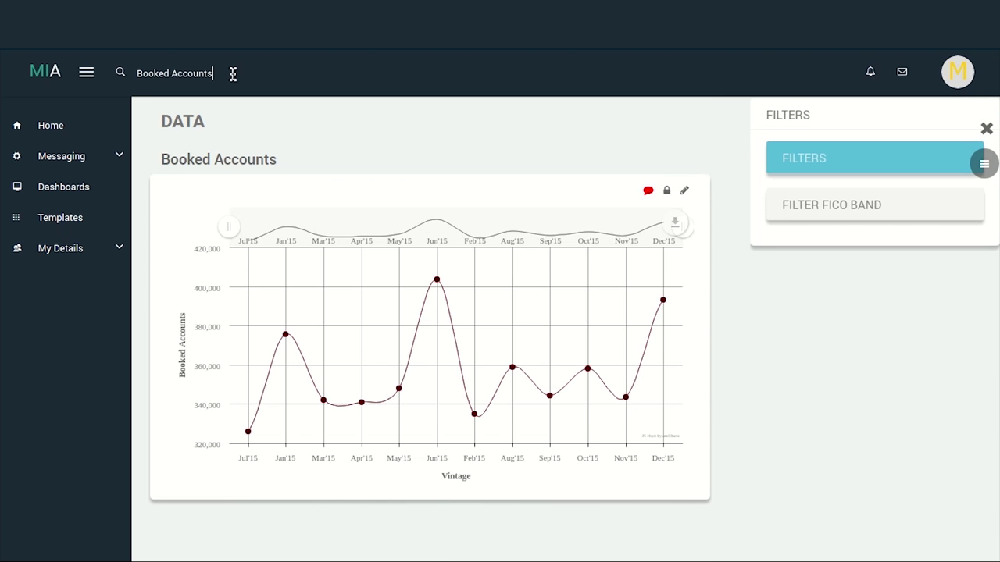 MIA
Booked Accounts
M
Home
Messaging
Dashboards
Templates
My Details
DATA
Booked Accounts
Jul'15 Jan'15 Mar'15 Apr'15 May'15 Jun'15 Feb'15 Aug'15 Sep'15 Oct'15 Nov'15 Dec'15
420,000
400,000
380,000
360,000
340,000
320,000
Booked Accounts
JS chart by amCharts
Jul'15 Jan'15 Mar'15 Apr'15 May'15 Jun'15 Feb'15 Aug'15 Sep'15 Oct'15 Nov'15 Dec'15
Vintage
FILTERS
FILTERS
FILTER FICO BAND